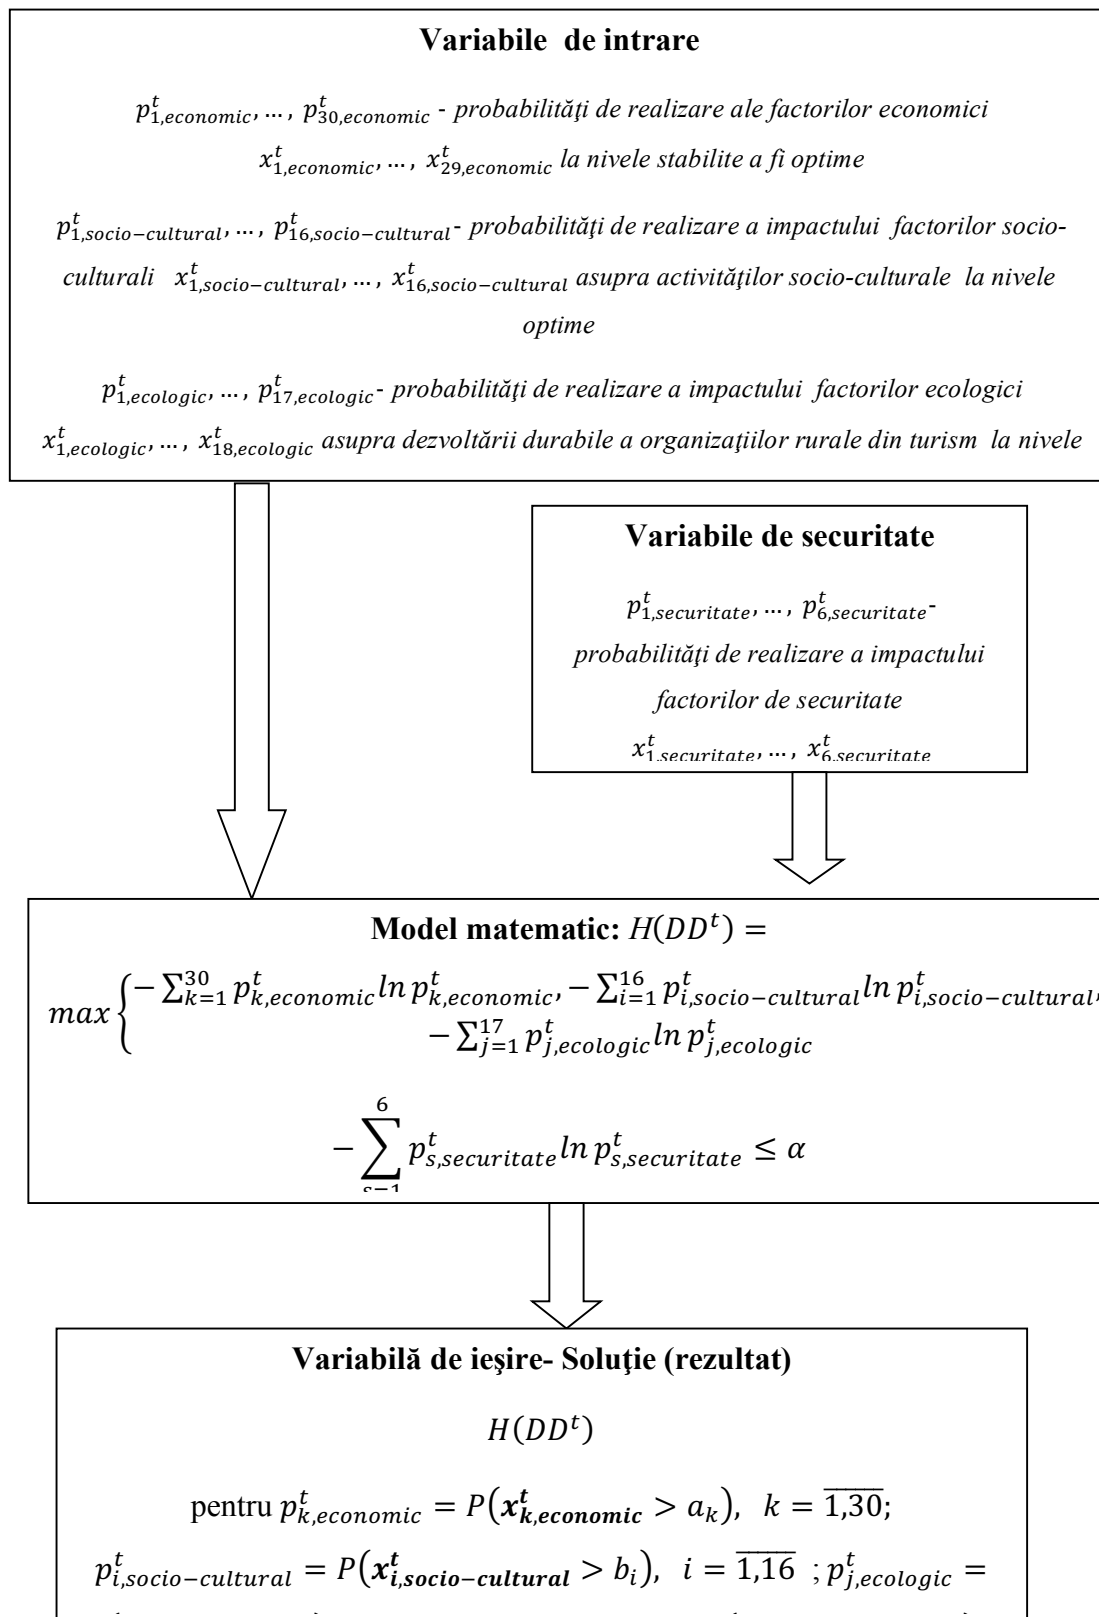 Variabile de intrare
p^t_{1,economic}, … , p^t_{30,economic} - probabilităţi de realizare ale factorilor economici
x^t_{1,economic}, … , x^t_{29,economic} la nivele stabilite a fi optime
p^t_{1,socio−cultural}, … , p^t_{16,socio−cultural}- probabilităţi de realizare a impactului factorilor socio-
culturali x^t_{1,socio−cultural}, … , x^t_{16,socio−cultural} asupra activităţilor socio-culturale la nivele
optime
p^t_{1,ecologic}, … , p^t_{17,ecologic}- probabilităţi de realizare a impactului factorilor ecologici
x^t_{1,ecologic}, … , x^t_{18,ecologic} asupra dezvoltării durabile a organizaţiilor rurale din turism la nivele
Variabile de securitate
p^t_{1,securitate}, … , p^t_{6,securitate}-
probabilităţi de realizare a impactului
factorilor de securitate
x^t_{1,securitate}, … , x^t_{6,securitate}
Model matematic: H(DD^t) =
max { − ∑_{k=1}^{30} p^t_{k,economic} ln p^t_{k,economic}, − ∑_{i=1}^{16} p^t_{i,socio−cultural} ln p^t_{i,socio−cultural},
− ∑_{j=1}^{17} p^t_{j,ecologic} ln p^t_{j,ecologic}
− ∑_{s=1}^{6} p^t_{s,securitate} ln p^t_{s,securitate} ≤ α
Variabilă de ieşire- Soluţie (rezultat)
H(DD^t)
pentru p^t_{k,economic} = P(x^t_{k,economic} > a_k), k = \overline{1,30};
p^t_{i,socio−cultural} = P(x^t_{i,socio−cultural} > b_i), i = \overline{1,16} ; p^t_{j,ecologic} =